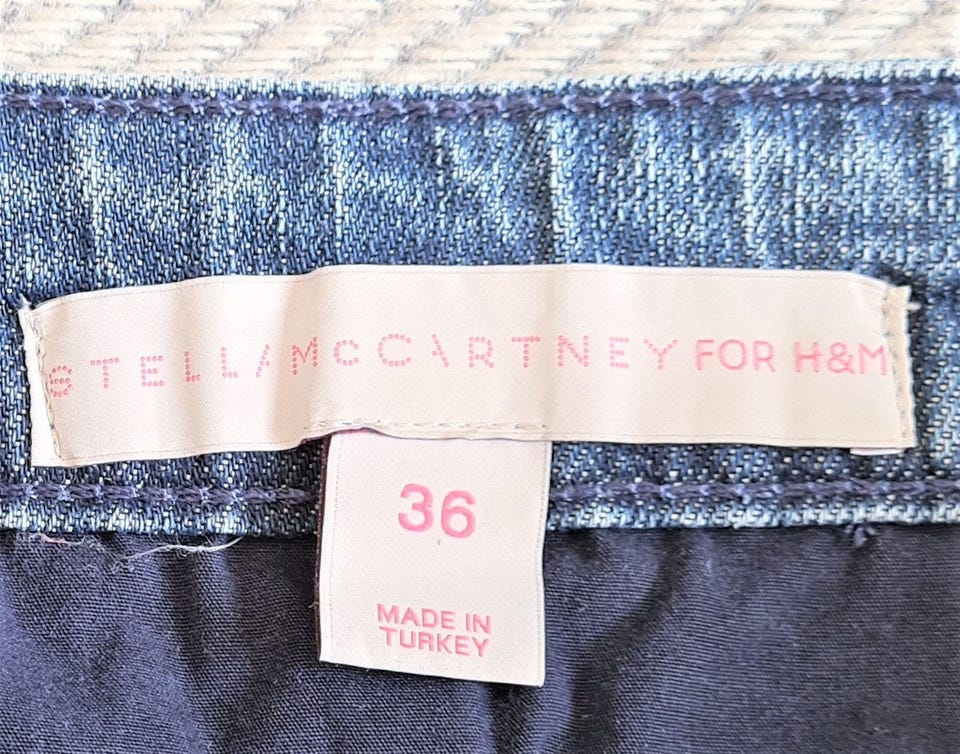 STELLA McCARTNEY FOR H&M
36
MADE IN
TURKEY